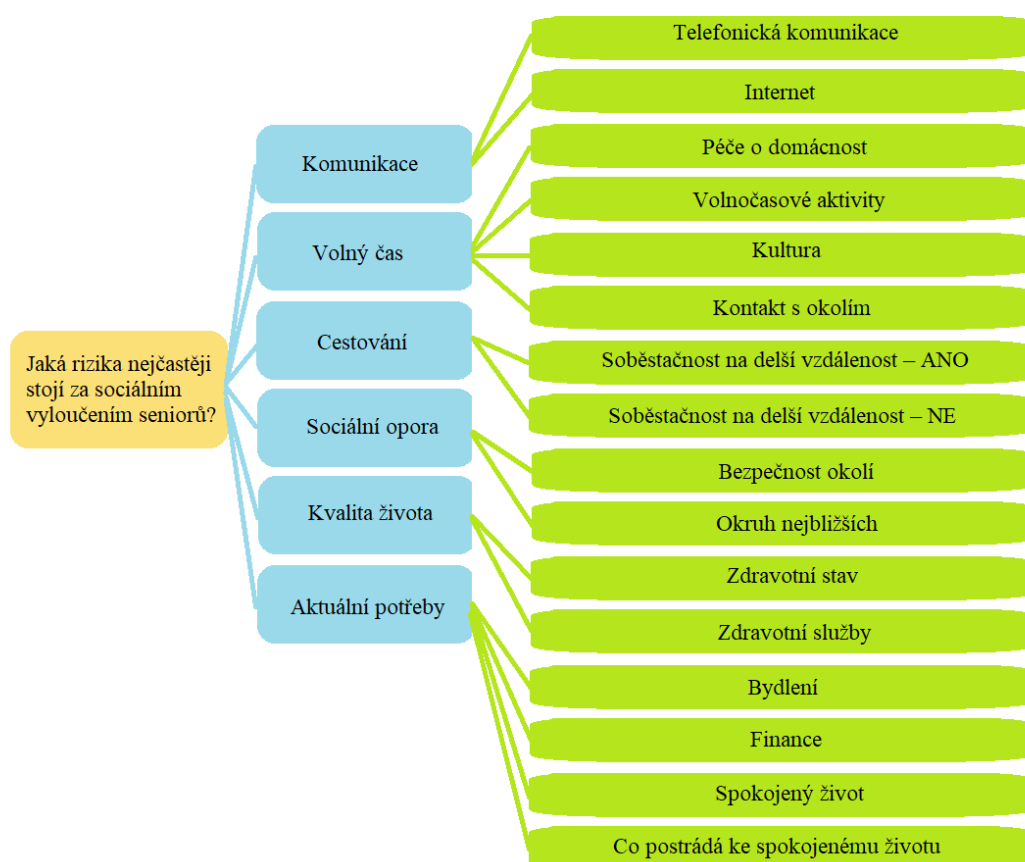 Jaká rizika nejčastěji
stojí za sociálním
vyloučením seniorů?
Komunikace
Volný čas
Cestování
Sociální opora
Kvalita života
Aktuální potřeby
Telefonická komunikace
Internet
Péče o domácnost
Volnočasové aktivity
Kultura
Kontakt s okolím
Soběstačnost na delší vzdálenost – ANO
Soběstačnost na delší vzdálenost – NE
Bezpečnost okolí
Okruh nejbližších
Zdravotní stav
Zdravotní služby
Bydlení
Finance
Spokojený život
Co postrádá ke spokojenému životu